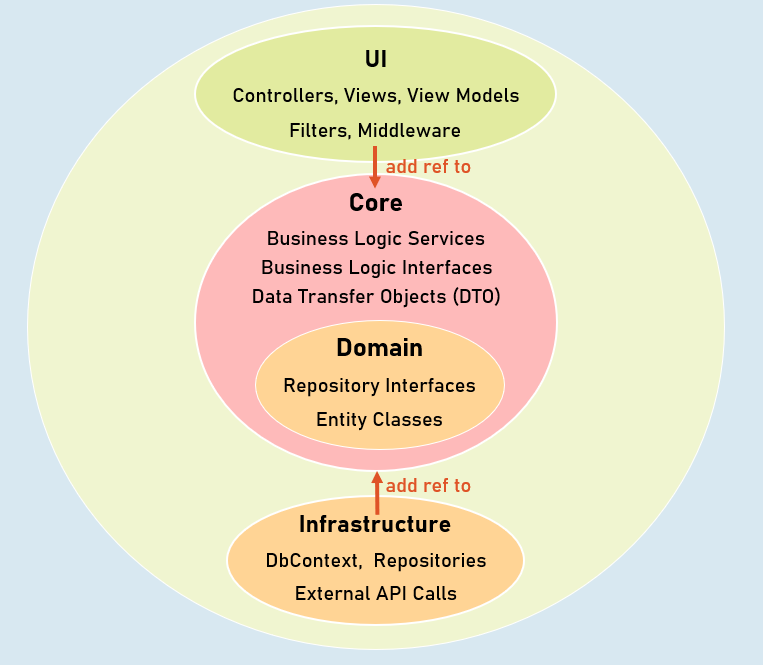 UI
Controllers, Views, View Models
Filters, Middleware
add ref to
Core
Business Logic Services
Business Logic Interfaces
Data Transfer Objects (DTO)
Domain
Repository Interfaces
Entity Classes
add ref to
Infrastructure
DbContext, Repositories
External API Calls